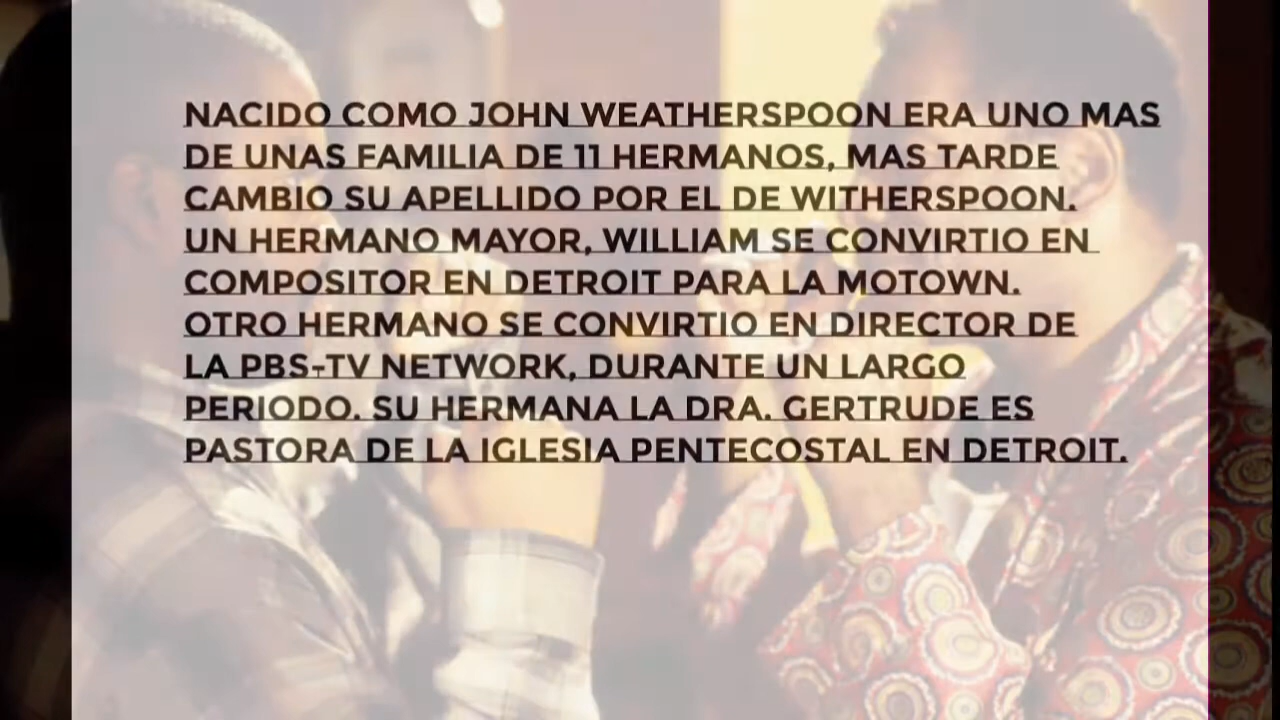 NACIDO COMO JOHN WEATHERSPOON ERA UNO MAS
DE UNAS FAMILIA DE 11 HERMANOS, MAS TARDE
CAMBIO SU APELLIDO POR EL DE WITHERSPOON.
UN HERMANO MAYOR, WILLIAM SE CONVIRTIO EN
COMPOSITOR EN DETROIT PARA LA MOTOWN.
OTRO HERMANO SE CONVIRTIO EN DIRECTOR DE
LA PBS-TV NETWORK, DURANTE UN LARGO
PERIODO. SU HERMANA LA DRA. GERTRUDE ES
PASTORA DE LA IGLESIA PENTECOSTAL EN DETROIT.